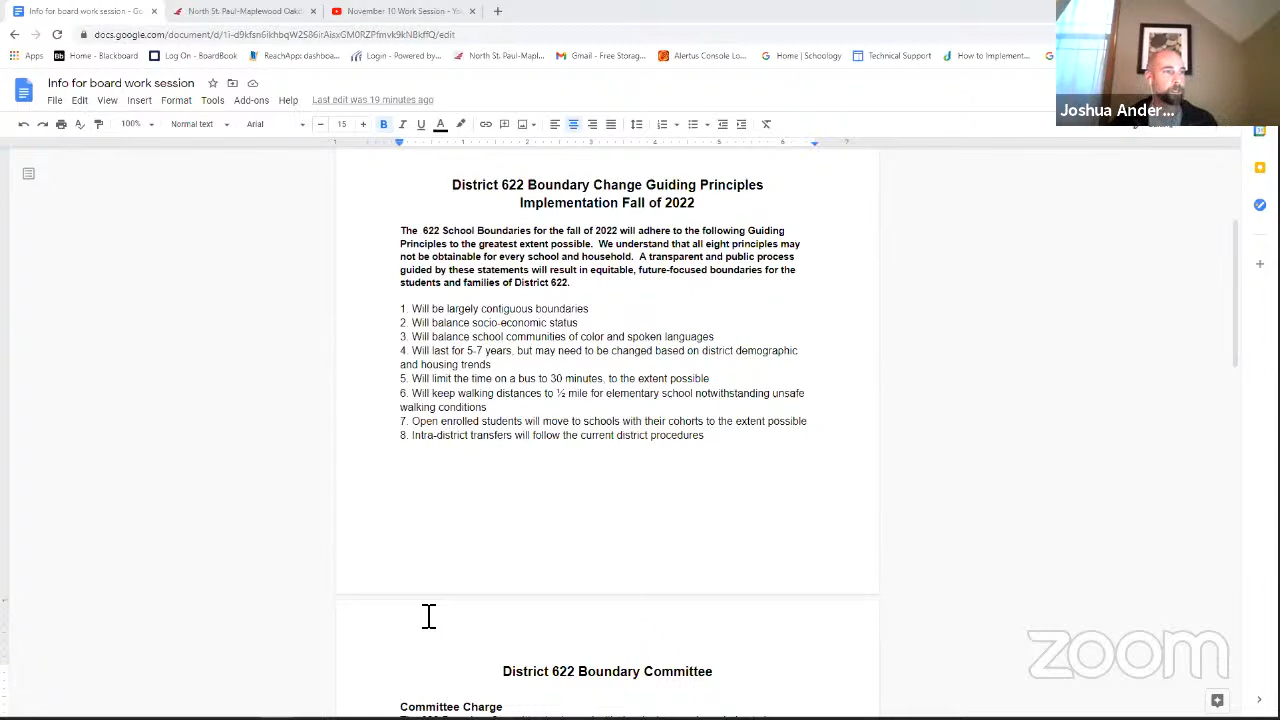 Info for board work session - Go
North St. Paul-Maplewood Oakd
November 10 Work Session - Yo
Apps
Home - Blackboard
Log On - BoardBook
ReachApp: dashboard...
Login - Powered by...
North St. Paul-Mapl...
Gmail - Free Storag...
Alertus Console Lo...
Home | Schoology
Technical Support
How to Implement...
Info for board work session
File Edit View Insert Format Tools Add-ons Help Last edit was 19 minutes ago
100% Normal text Arial 15 B I U A
Joshua Ander...
District 622 Boundary Change Guiding Principles
Implementation Fall of 2022
The 622 School Boundaries for the fall of 2022 will adhere to the following Guiding
Principles to the greatest extent possible. We understand that all eight principles may
not be obtainable for every school and household. A transparent and public process
guided by these statements will result in equitable, future-focused boundaries for the
students and families of District 622.
1. Will be largely contiguous boundaries
2. Will balance socio-economic status
3. Will balance school communities of color and spoken languages
4. Will last for 5-7 years, but may need to be changed based on district demographic
and housing trends
5. Will limit the time on a bus to 30 minutes, to the extent possible
6. Will keep walking distances to ½ mile for elementary school notwithstanding unsafe
walking conditions
7. Open enrolled students will move to schools with their cohorts to the extent possible
8. Intra-district transfers will follow the current district procedures
District 622 Boundary Committee
Committee Charge
zoom